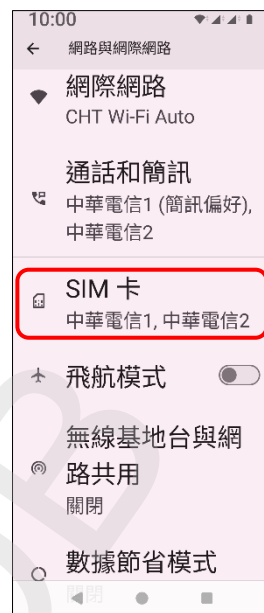 10:00
網路與網際網路
網際網路
CHT Wi-Fi Auto
通話和簡訊
中華電信1 (簡訊偏好),
中華電信2
SIM 卡
中華電信1, 中華電信2
飛航模式
無線基地台與網
路共用
關閉
數據節省模式
關閉